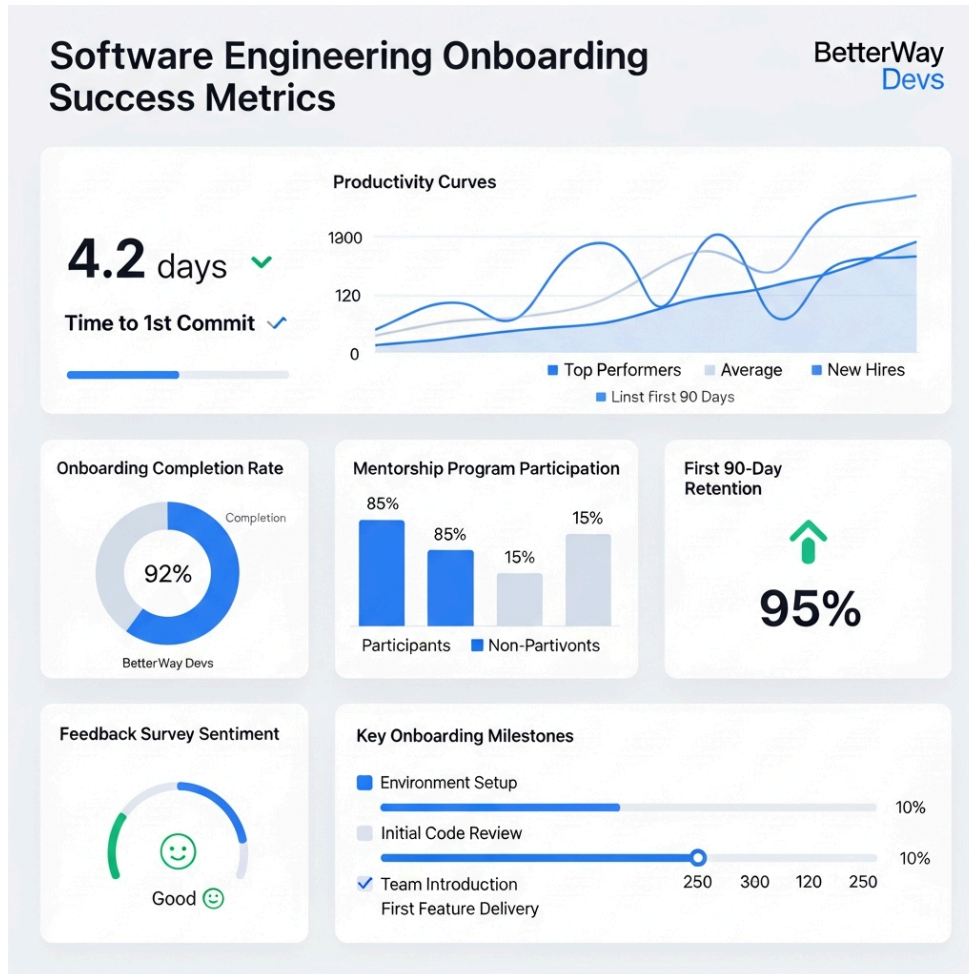 Software Engineering Onboarding
Success Metrics
BetterWay
Devs
4.2 days
Time to 1st Commit
Productivity Curves
1300
120
0
Top Performers
Average
New Hires
Linst First 90 Days
Onboarding Completion Rate
Completion
92%
BetterWay Devs
Mentorship Program Participation
85%
85%
15%
15%
Participants
Non-Partivonts
First 90-Day
Retention
95%
Feedback Survey Sentiment
Good
Key Onboarding Milestones
Environment Setup
10%
Initial Code Review
10%
Team Introduction
250 300 120 250
First Feature Delivery